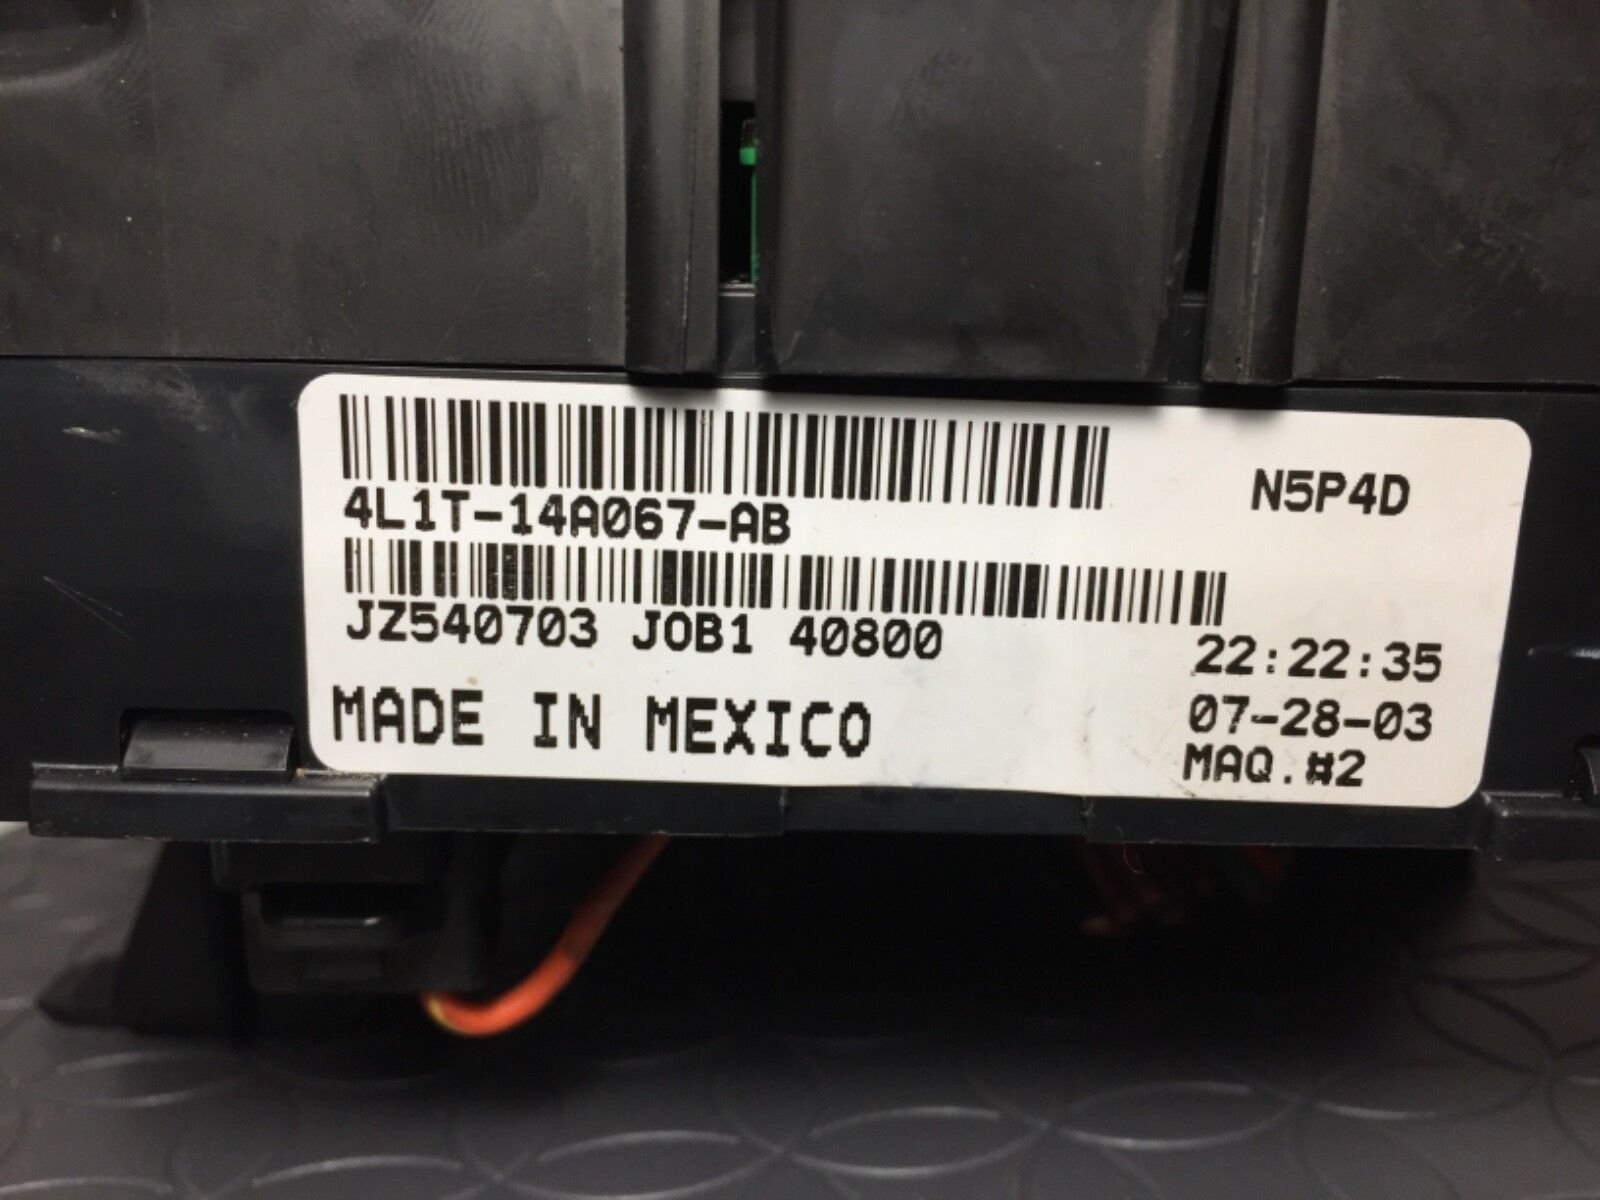 N5P4D
4L1T-14A067-AB
JZ540703 JOB1 40800
22:22:35
MADE IN MEXICO
07-28-03
MAQ.#2